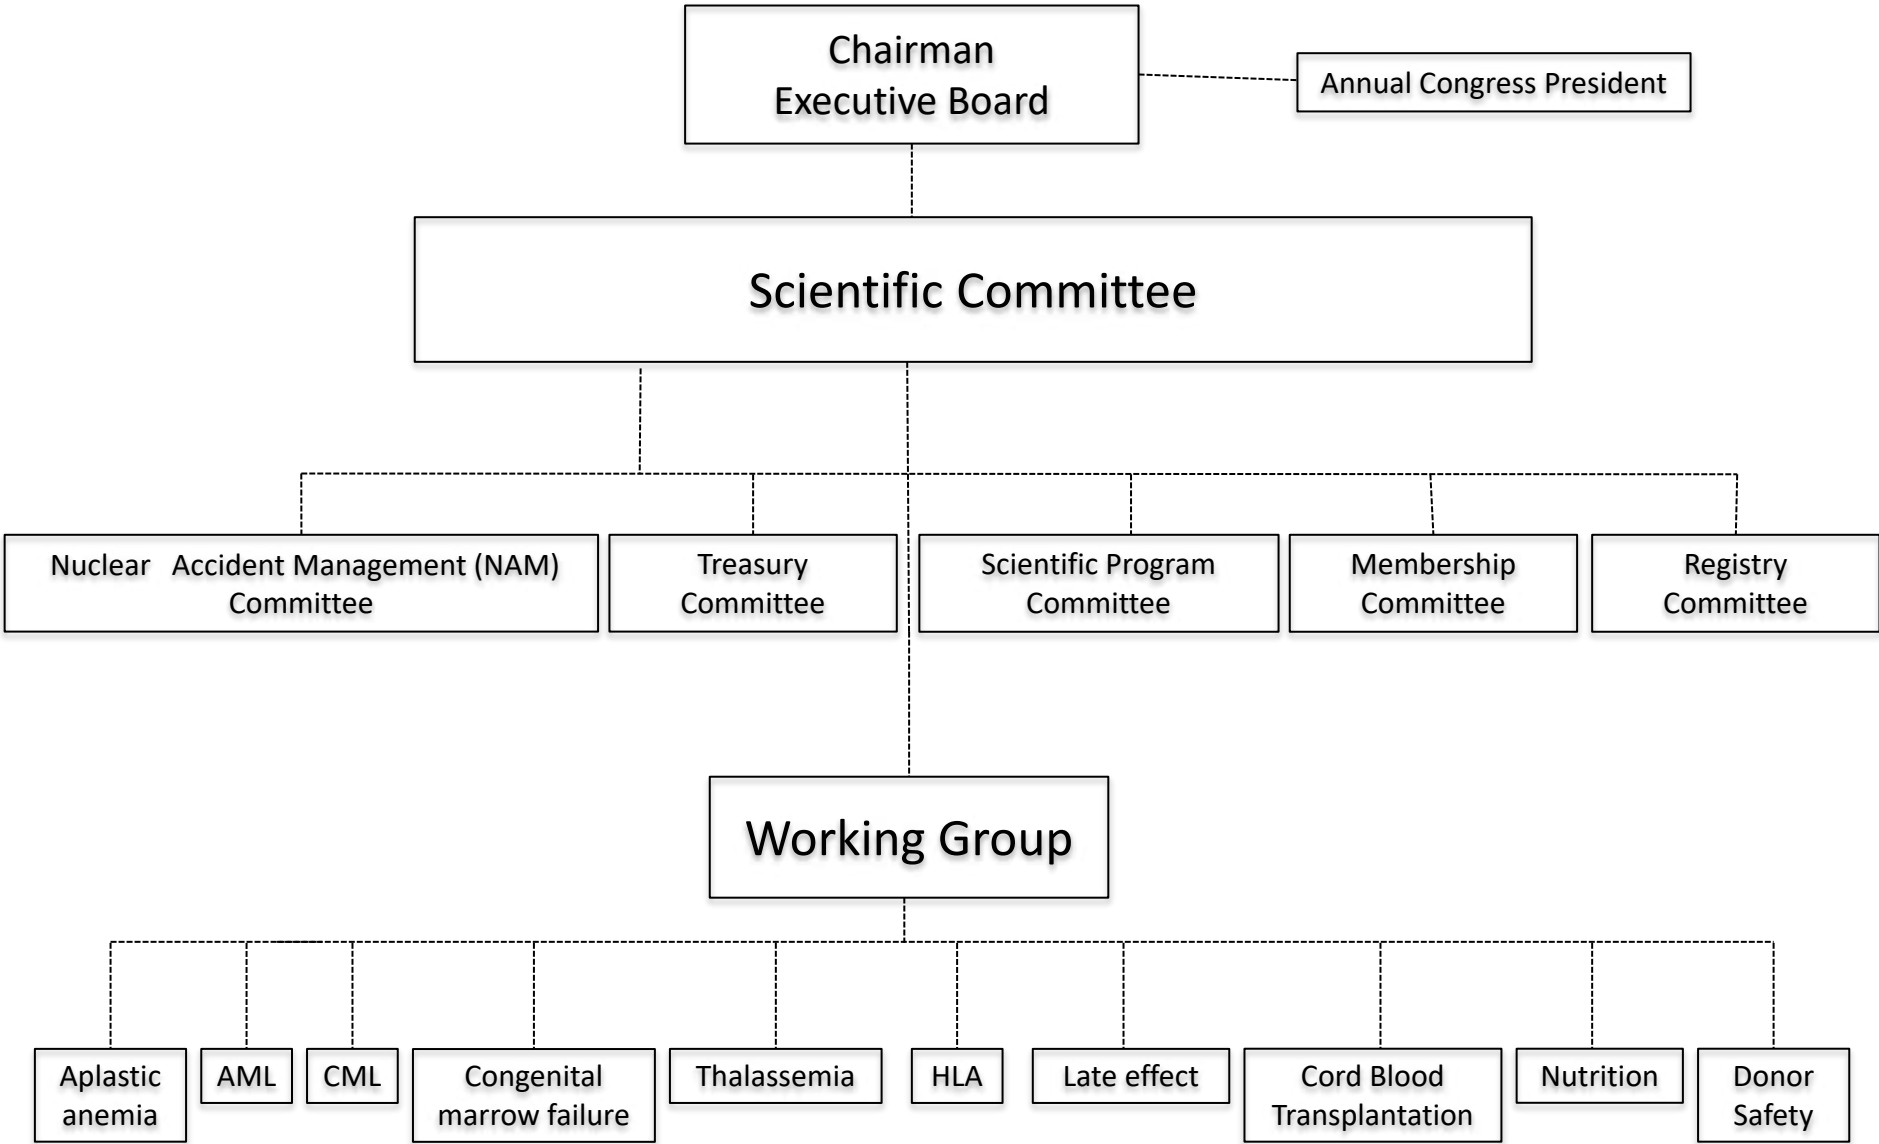 Chairman
Executive Board
Annual Congress President
Scientific Committee
Nuclear Accident Management (NAM)
Committee
Treasury
Committee
Scientific Program
Committee
Membership
Committee
Registry
Committee
Working Group
Aplastic
anemia
AML
CML
Congenital
marrow failure
Thalassemia
HLA
Late effect
Cord Blood
Transplantation
Nutrition
Donor
Safety